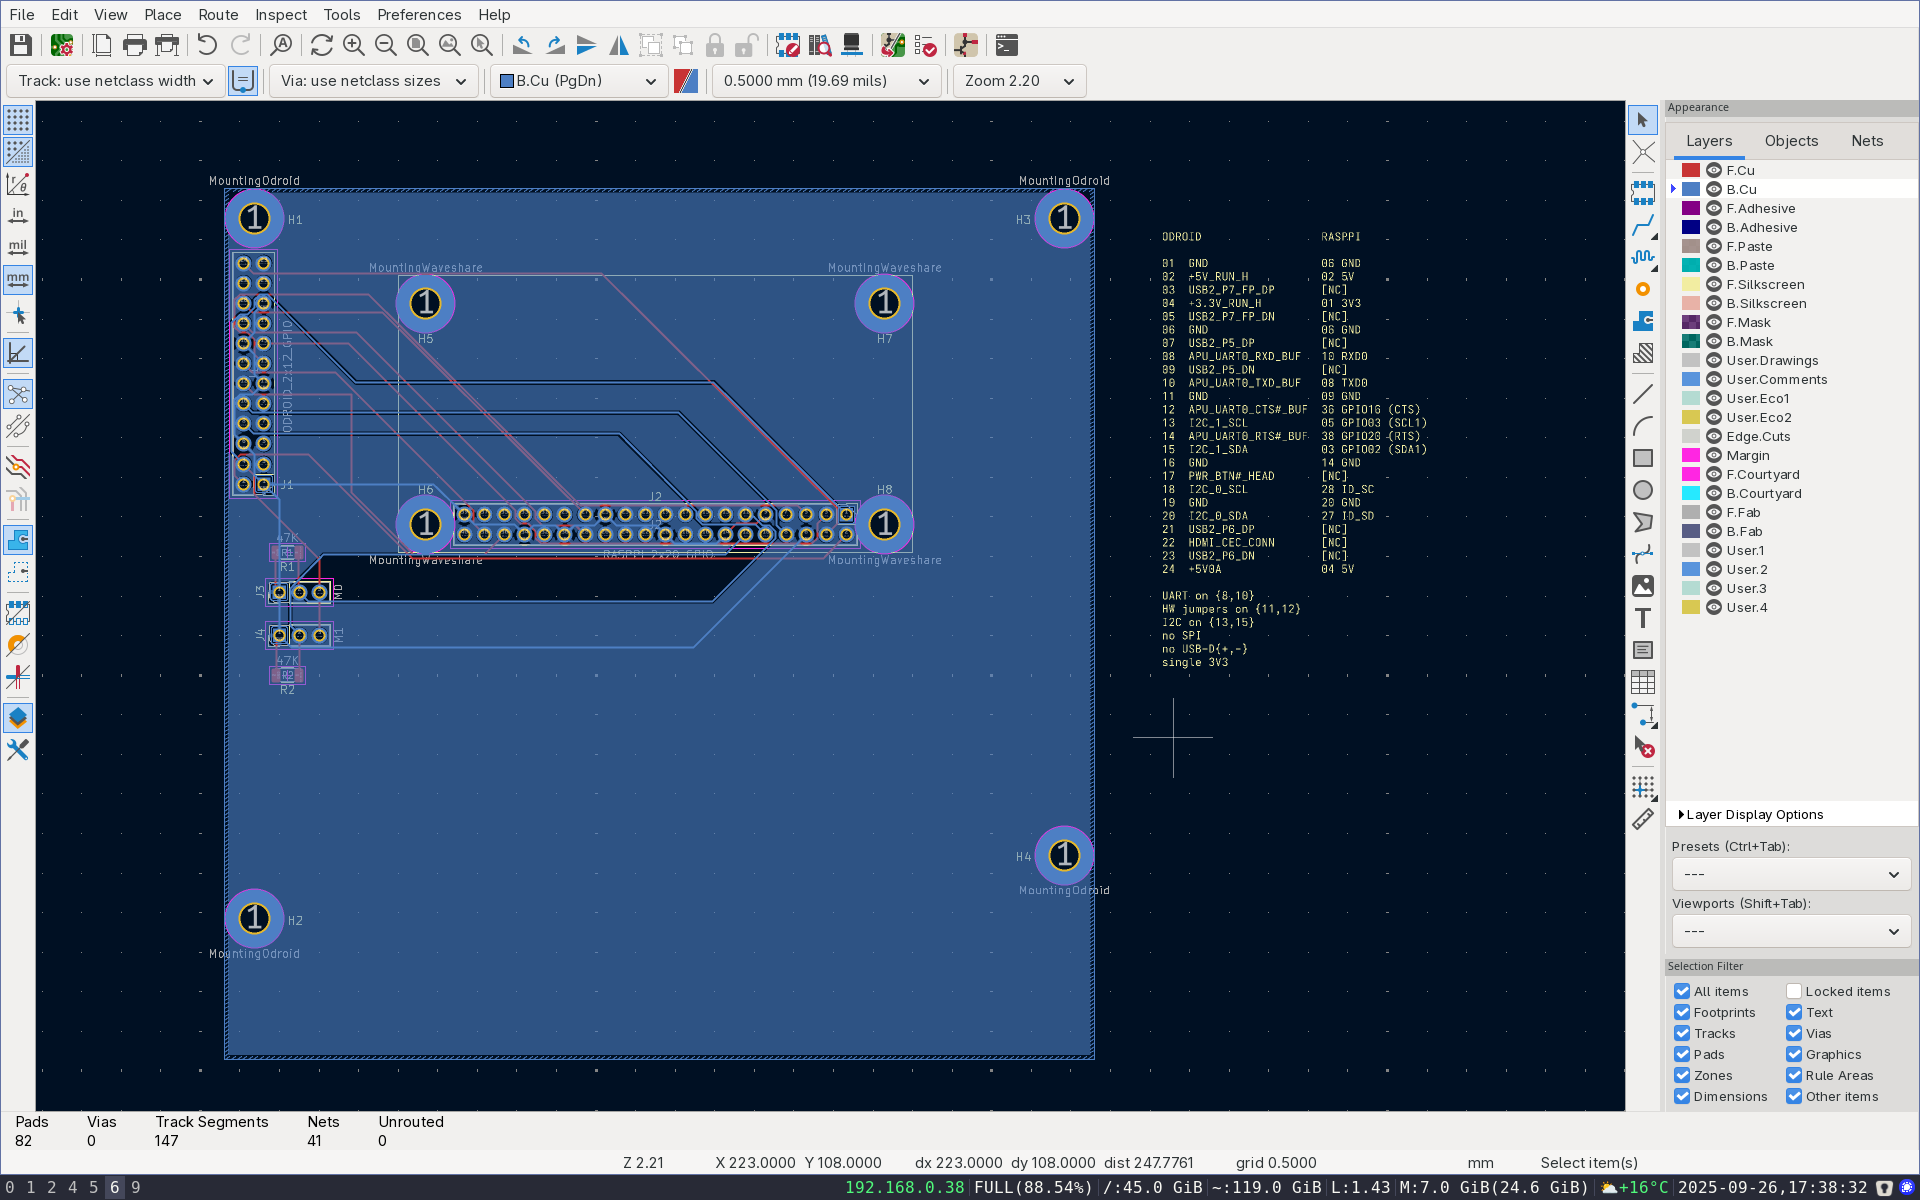 File Edit View Place Route Inspect Tools Preferences Help
Track: use netclass width Via: use netclass sizes B.Cu (PgDn) 0.5000 mm (19.69 mils) Zoom 2.20
in
mil
mm
MountingOdroid MountingOdroid
1 H1 H3 1
MountingWaveshare MountingWaveshare
1 1
H5 H7
ODROID_2x12_GPIO
J1
H6 J2 H8
1 1
RASPPI_2x20_GPIO
MountingWaveshare MountingWaveshare
47K
R1
R1
J3 M0
J4 M1
47K
R2
R2
H4 1
MountingOdroid
1 H2
MountingOdroid
ODROID RASPPI
01 GND 06 GND
02 +5V_RUN_H 02 5V
03 USB2_P7_FP_DP [NC]
04 +3.3V_RUN_H 01 3V3
05 USB2_P7_FP_DN [NC]
06 GND 06 GND
07 USB2_P5_DP [NC]
08 APU_UART0_RXD_BUF 10 RXD0
09 USB2_P5_DN [NC]
10 APU_UART0_TXD_BUF 08 TXD0
11 GND 09 GND
12 APU_UART0_CTS#_BUF 36 GPIO16 (CTS)
13 I2C_1_SCL 05 GPIO03 (SCL1)
14 APU_UART0_RTS#_BUF 38 GPIO20 (RTS)
15 I2C_1_SDA 03 GPIO02 (SDA1)
16 GND 14 GND
17 PWR_BTN#_HEAD [NC]
18 I2C_0_SCL 28 ID_SC
19 GND 20 GND
20 I2C_0_SDA 27 ID_SD
21 USB2_P6_DP [NC]
22 HDMI_CEC_CONN [NC]
23 USB2_P6_DN [NC]
24 +5V0A 04 5V
UART on {8,10}
HW jumpers on {11,12}
I2C on {13,15}
no SPI
no USB-D{+,-}
single 3V3
Appearance
Layers Objects Nets
F.Cu
B.Cu
F.Adhesive
B.Adhesive
F.Paste
B.Paste
F.Silkscreen
B.Silkscreen
F.Mask
B.Mask
User.Drawings
User.Comments
User.Eco1
User.Eco2
Edge.Cuts
Margin
F.Courtyard
B.Courtyard
F.Fab
B.Fab
User.1
User.2
User.3
User.4
Layer Display Options
Presets (Ctrl+Tab):
---
Viewports (Shift+Tab):
---
Selection Filter
All items Locked items
Footprints Text
Tracks Vias
Pads Graphics
Zones Rule Areas
Dimensions Other items
Pads Vias Track Segments Nets Unrouted
82 0 147 41 0
Z 2.21 X 223.0000 Y 108.0000 dx 223.0000 dy 108.0000 dist 247.7761 grid 0.5000 mm Select item(s)
0 1 2 4 5 6 9 192.168.0.38 FULL(88.54%) /:45.0 GiB ~:119.0 GiB L:1.43 M:7.0 GiB(24.6 GiB) +16°C 2025-09-26,17:38:32